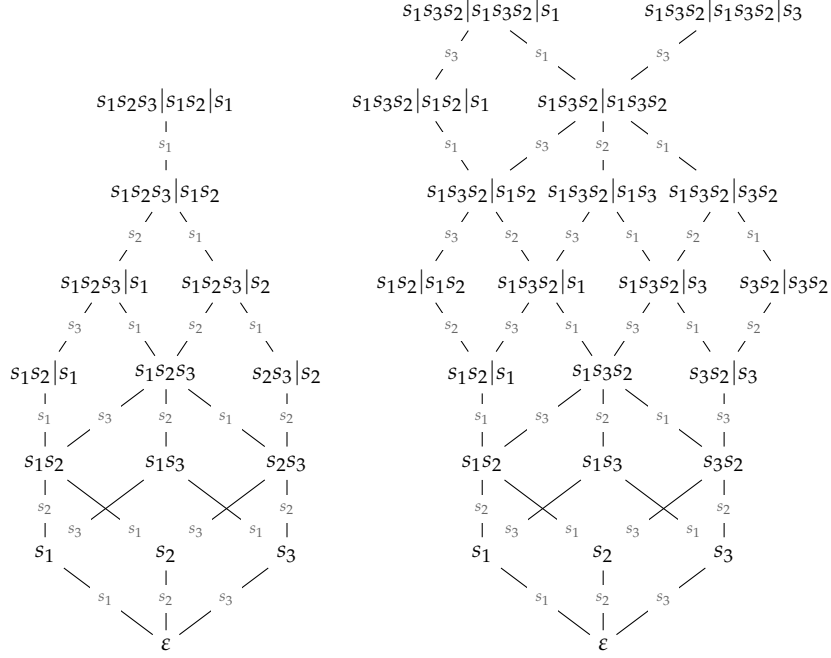 s₁s₃s₂|s₁s₃s₂|s₁ s₁s₃s₂|s₁s₃s₂|s₃
s₃ s₁ s₃
s₁s₂s₃|s₁s₂|s₁ s₁s₃s₂|s₁s₂|s₁ s₁s₃s₂|s₁s₃s₂
s₁ s₁ s₃ s₂ s₁
s₁s₂s₃|s₁s₂ s₁s₃s₂|s₁s₂ s₁s₃s₂|s₁s₃ s₁s₃s₂|s₃s₂
s₂ s₁ s₃ s₂ s₃ s₁ s₂ s₁
s₁s₂s₃|s₁ s₁s₂s₃|s₂ s₁s₂|s₁s₂ s₁s₃s₂|s₁ s₁s₃s₂|s₃ s₃s₂|s₃s₂
s₃ s₁ s₂ s₁ s₂ s₃ s₁ s₃ s₁ s₂
s₁s₂|s₁ s₁s₂s₃ s₂s₃|s₂ s₁s₂|s₁ s₁s₃s₂ s₃s₂|s₃
s₁ s₃ s₂ s₁ s₂ s₁ s₃ s₂ s₁ s₃
s₁s₂ s₁s₃ s₂s₃ s₁s₂ s₁s₃ s₃s₂
s₂ s₃ s₁ s₃ s₁ s₂ s₂ s₃ s₁ s₃ s₁ s₂
s₁ s₂ s₃ s₁ s₂ s₃
s₁ s₂ s₃ s₁ s₂ s₃
ε ε